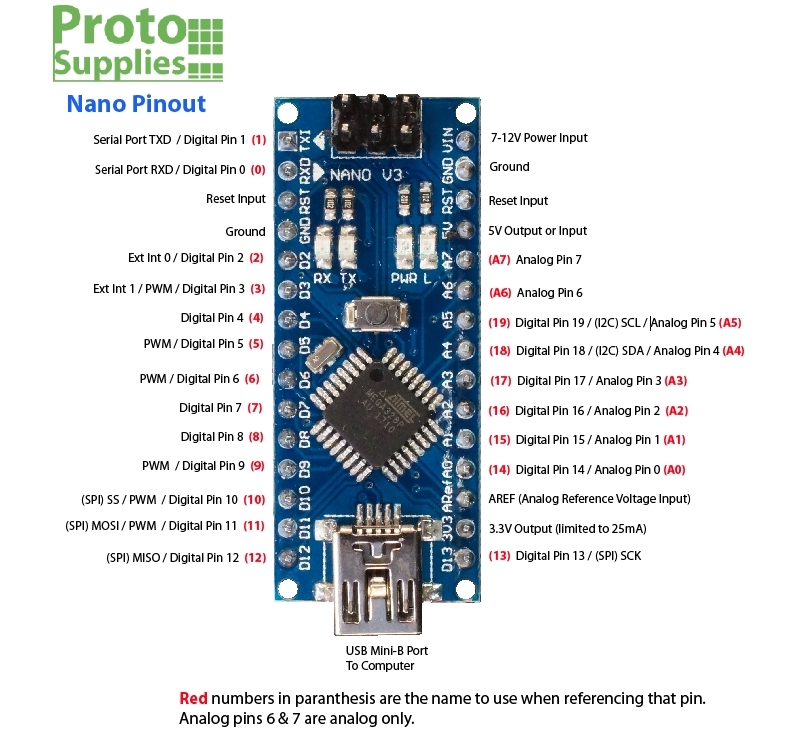 Proto
Supplies
Nano Pinout
Serial Port TXD / Digital Pin 1 (1)
Serial Port RXD / Digital Pin 0 (0)
Reset Input
Ground
Ext Int 0 / Digital Pin 2 (2)
Ext Int 1 / PWM / Digital Pin 3 (3)
Digital Pin 4 (4)
PWM / Digital Pin 5 (5)
PWM / Digital Pin 6 (6)
Digital Pin 7 (7)
Digital Pin 8 (8)
PWM / Digital Pin 9 (9)
(SPI) SS / PWM / Digital Pin 10 (10)
(SPI) MOSI / PWM / Digital Pin 11 (11)
(SPI) MISO / Digital Pin 12 (12)
TX1
RXD
RST
GND
D2
D3
D4
D5
D6
D7
D8
D9
D10
D11
D12
NANO V3
RX TX PWR L
ATMEL
MEGA328P
AU 1710
VIN
GND
RST
5V
A7
A6
A5
A4
A3
A2
A1
A0
ARef
3V3
D13
7-12V Power Input
Ground
Reset Input
5V Output or Input
(A7) Analog Pin 7
(A6) Analog Pin 6
(19) Digital Pin 19 / (I2C) SCL / Analog Pin 5 (A5)
(18) Digital Pin 18 / (I2C) SDA / Analog Pin 4 (A4)
(17) Digital Pin 17 / Analog Pin 3 (A3)
(16) Digital Pin 16 / Analog Pin 2 (A2)
(15) Digital Pin 15 / Analog Pin 1 (A1)
(14) Digital Pin 14 / Analog Pin 0 (A0)
AREF (Analog Reference Voltage Input)
3.3V Output (limited to 25mA)
(13) Digital Pin 13 / (SPI) SCK
USB Mini-B Port
To Computer
Red numbers in paranthesis are the name to use when referencing that pin.
Analog pins 6 & 7 are analog only.